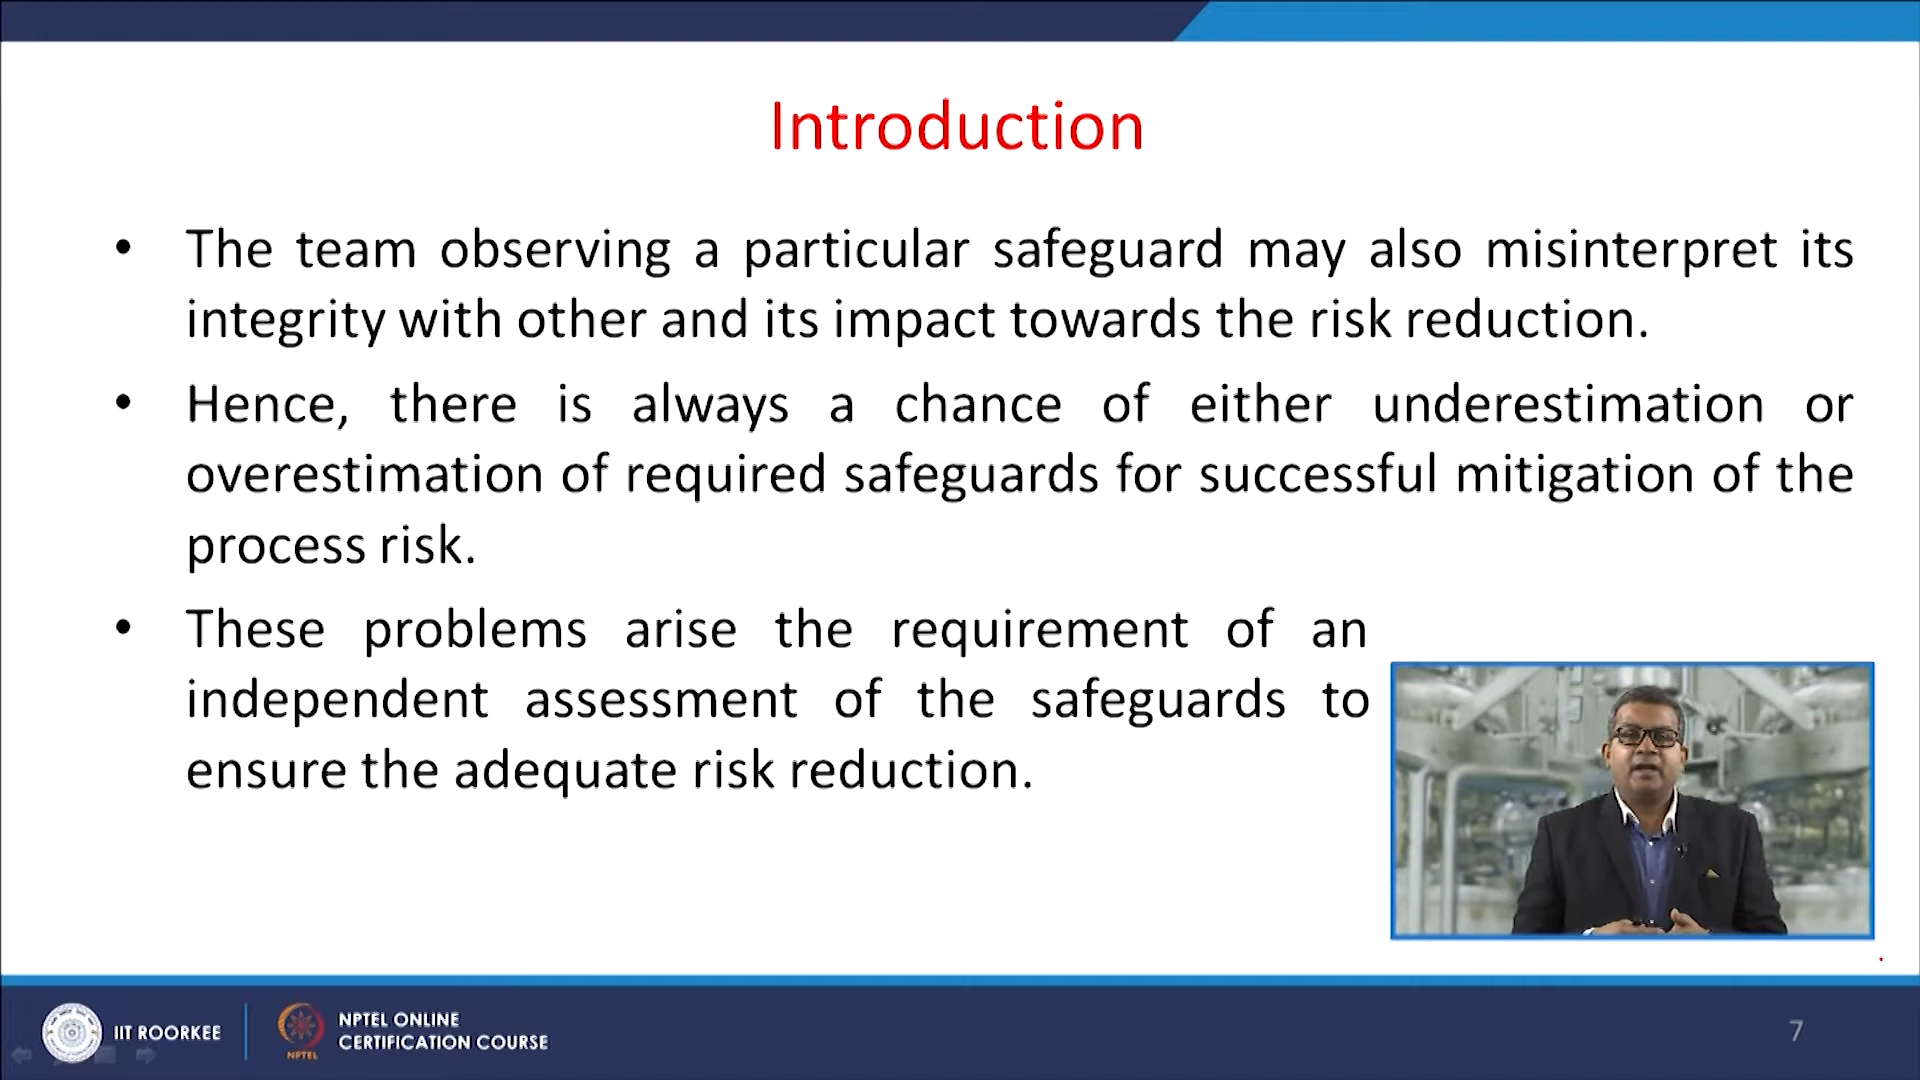 Introduction
• The team observing a particular safeguard may also misinterpret its
integrity with other and its impact towards the risk reduction.
• Hence, there is always a chance of either underestimation or
overestimation of required safeguards for successful mitigation of the
process risk.
• These problems arise the requirement of an
independent assessment of the safeguards to
ensure the adequate risk reduction.
IIT ROORKEE
NPTEL
NPTEL ONLINE
CERTIFICATION COURSE
7